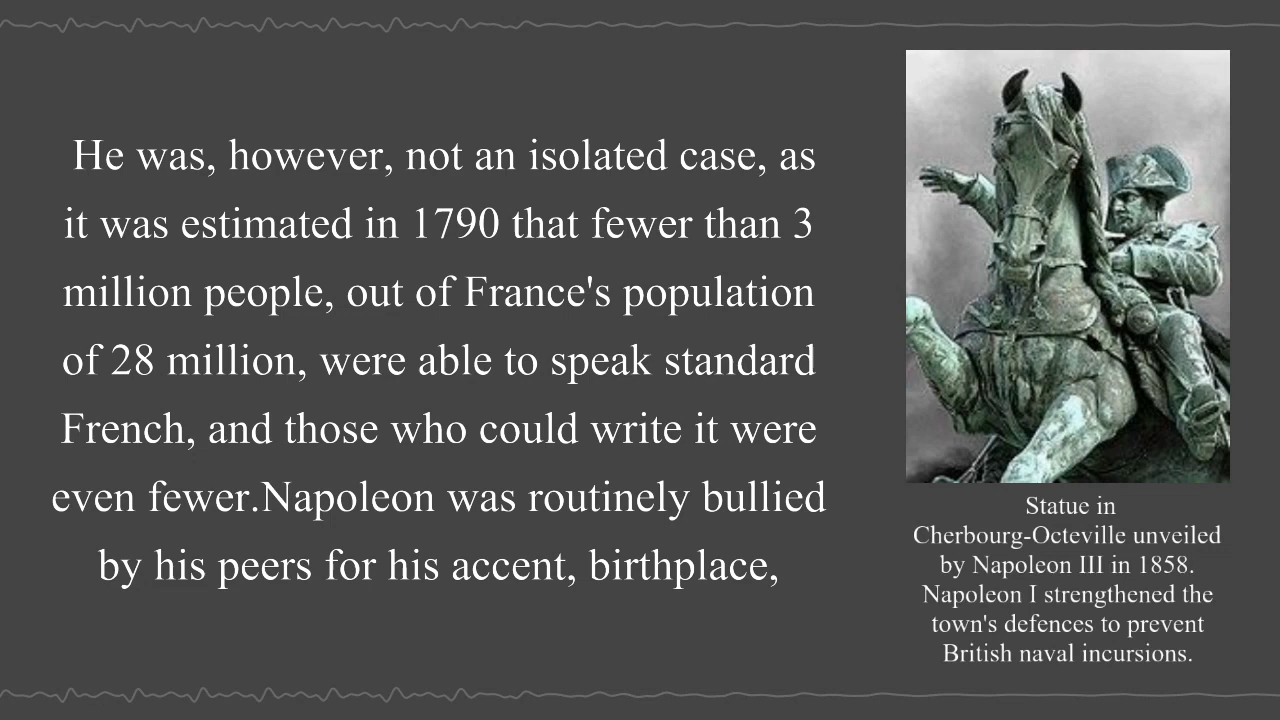 He was, however, not an isolated case, as
it was estimated in 1790 that fewer than 3
million people, out of France's population
of 28 million, were able to speak standard
French, and those who could write it were
even fewer.Napoleon was routinely bullied
by his peers for his accent, birthplace,
Statue in
Cherbourg-Octeville unveiled
by Napoleon III in 1858.
Napoleon I strengthened the
town's defences to prevent
British naval incursions.